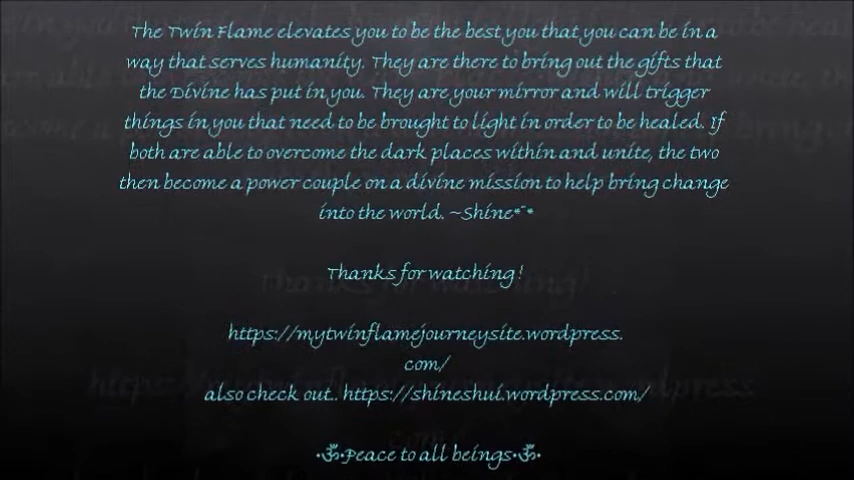 The Twin Flame elevates you to be the best you that you can be in a
way that serves humanity. They are there to bring out the gifts that
the Divine has put in you. They are your mirror and will trigger
things in you that need to be brought to light in order to be healed. If
both are able to overcome the dark places within and unite, the two
then become a power couple on a divine mission to help bring change
into the world. ~Shine*¨*
Thanks for watching!
https://mytwinflamejourneysite.wordpress.
com/
also check out.. https://shineshui.wordpress.com/
·ॐ·Peace to all beings·ॐ·